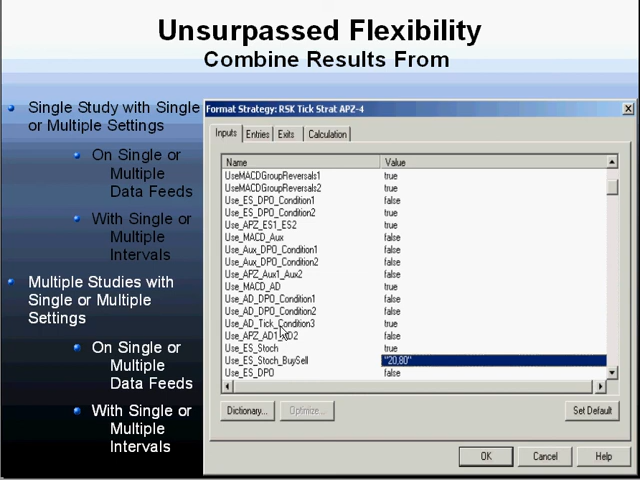 Unsurpassed Flexibility
Combine Results From
Single Study with Single
or Multiple Settings
On Single or
Multiple
Data Feeds
With Single or
Multiple
Intervals
Multiple Studies with
Single or Multiple
Settings
On Single or
Multiple
Data Feeds
With Single or
Multiple
Intervals
Format Strategy: RSK Tick Strat APZ-4
Inputs Entries Exits Calculation
Name Value
UseMACDGroupReversals1 true
UseMACDGroupReversals2 true
Use_ES_DPO_Condition1 false
Use_ES_DPO_Condition2 true
Use_APZ_ES1_ES2 true
Use_MACD_Aux false
Use_Aux_DPO_Condition1 false
Use_Aux_DPO_Condition2 false
Use_APZ_Aux1_Aux2 false
Use_MACD_AD true
Use_AD_DPO_Condition1 false
Use_AD_DPO_Condition2 false
Use_AD_Tick_Condition3 true
Use_APZ_AD1_AD2 false
Use_ES_Stoch true
Use_ES_Stoch_BuySell "20,80"
Use_ES_DPO false
Dictionary... Optimize... Set Default
OK Cancel Help